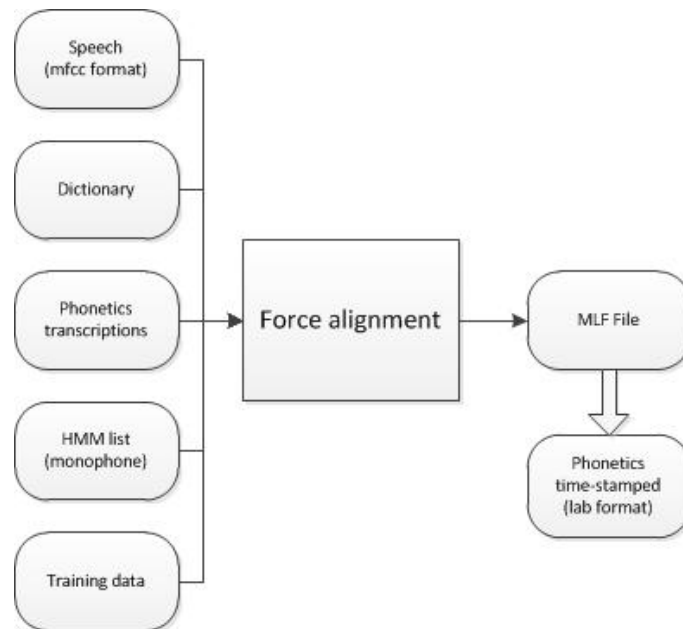 Speech
(mfcc format)
Dictionary
Phonetics
transcriptions
HMM list
(monophone)
Training data
Force alignment
MLF File
Phonetics
time-stamped
(lab format)